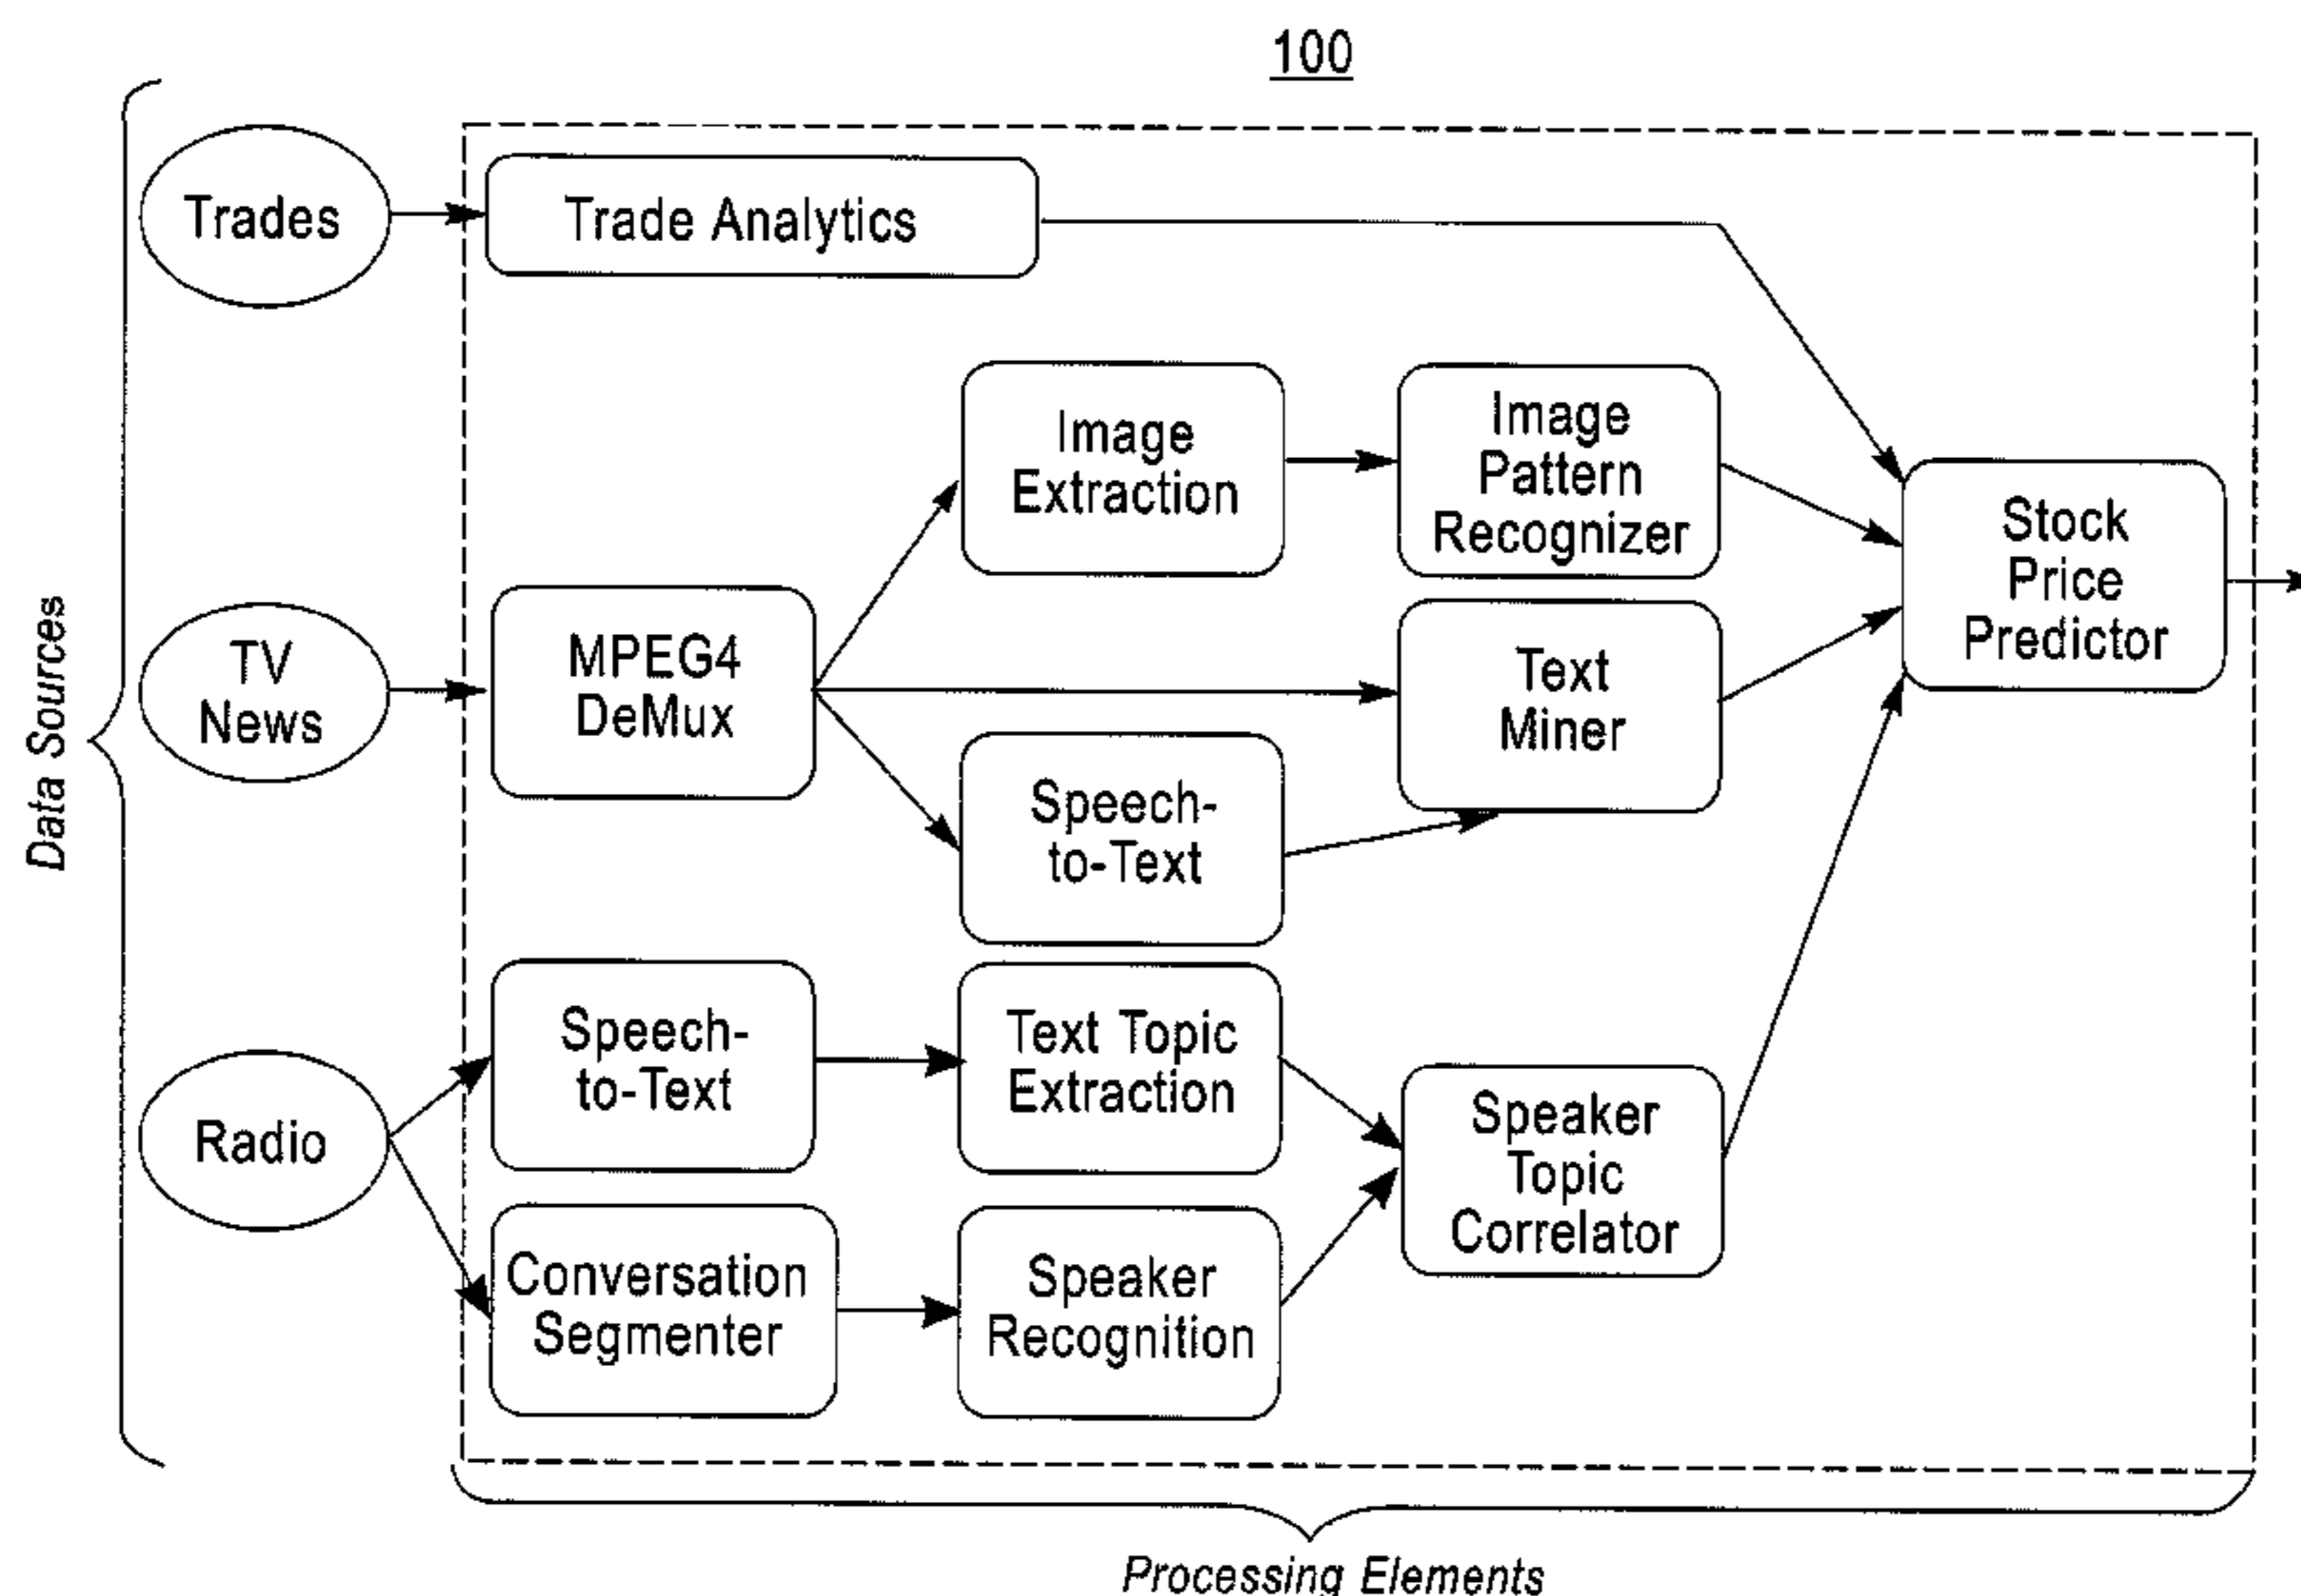 100
Data Sources
Trades
Trade Analytics
Image
Extraction
Image
Pattern
Recognizer
Stock
Price
Predictor
TV
News
MPEG4
DeMux
Text
Miner
Speech-
to-Text
Radio
Speech-
to-Text
Text Topic
Extraction
Speaker
Topic
Correlator
Conversation
Segmenter
Speaker
Recognition
Processing Elements